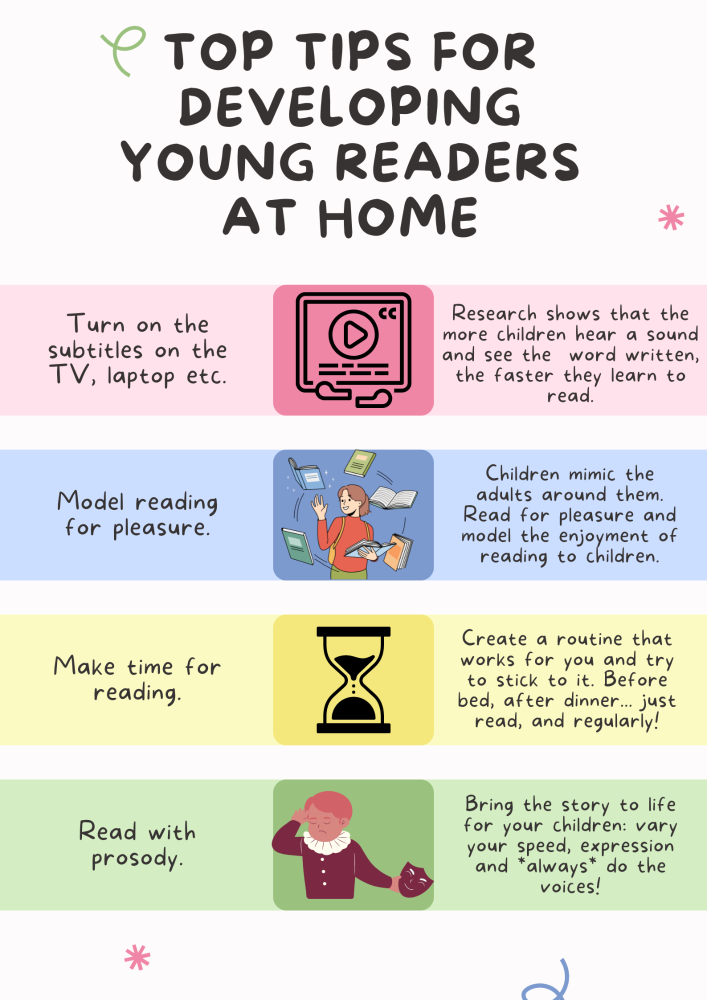 TOP TIPS FOR
DEVELOPING
YOUNG READERS
AT HOME
Turn on the
subtitles on the
TV, laptop etc.
CC
Research shows that the
more children hear a sound
and see the word written,
the faster they learn to
read.
Model reading
for pleasure.
Children mimic the
adults around them.
Read for pleasure and
model the enjoyment of
reading to children.
Make time for
reading.
Create a routine that
works for you and try
to stick to it. Before
bed, after dinner... just
read, and regularly!
Read with
prosody.
Bring the story to life
for your children: vary
your speed, expression
and *always* do the
voices!